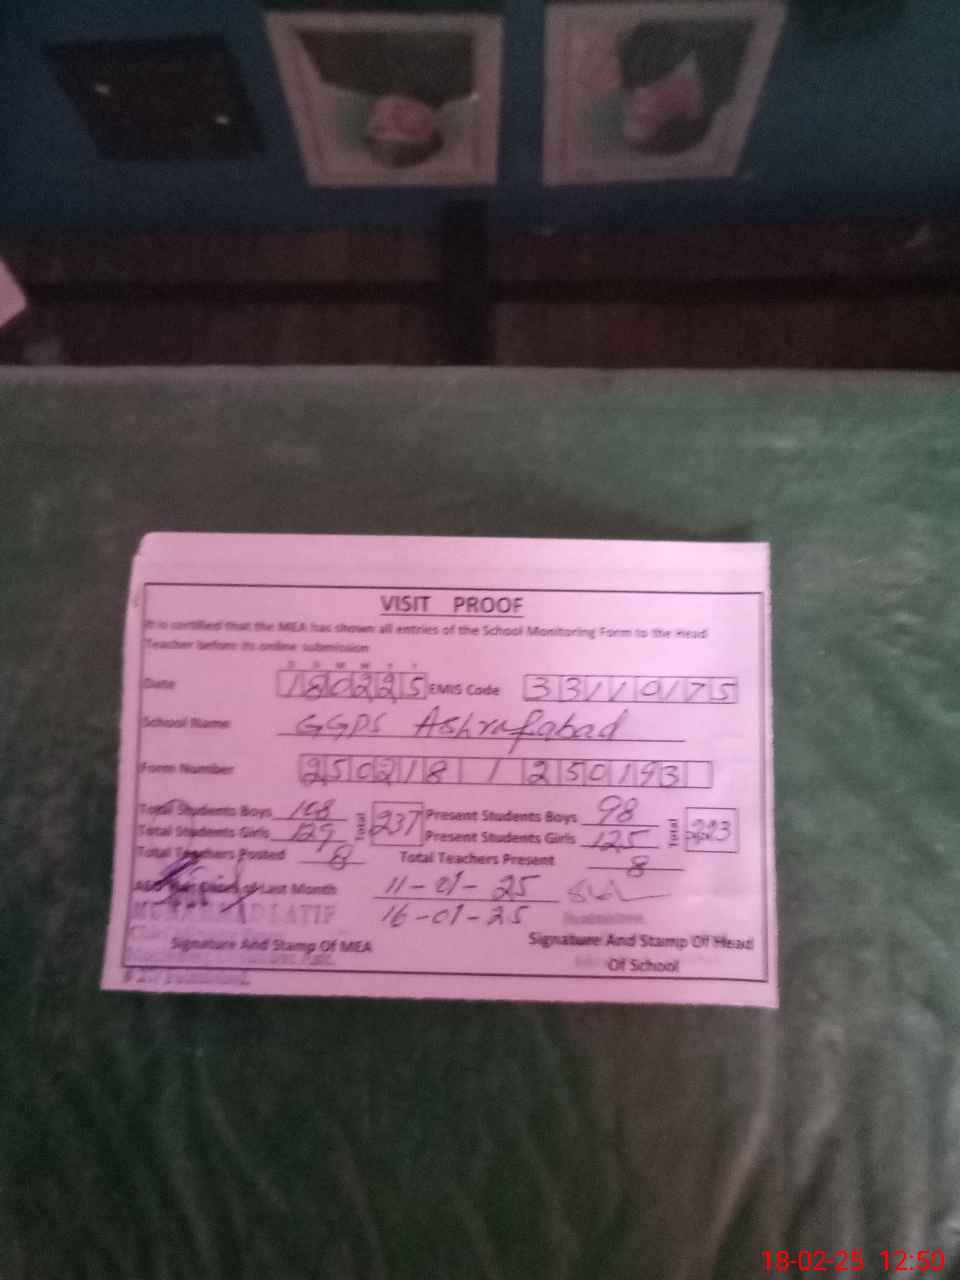 VISIT PROOF
It is certified that the MEA has shown all entries of the School Monitoring Form to the Head
Teacher before its online submission
D D M M Y Y
Date 180225 EMIS Code 33110175
School Name GGPS Ashrafabad
Form Number 250218 1 250193
Total Students Boys 108 Total 237 Present Students Boys 98 Total 223
Total Students Girls 129 Present Students Girls 125
Total Teachers Posted 8 Total Teachers Present 8
of Last Month 11-01-25
16-01-25
LATIF
Signature And Stamp Of MEA
Signature And Stamp Of Head
Of School
18-02-25 12:50